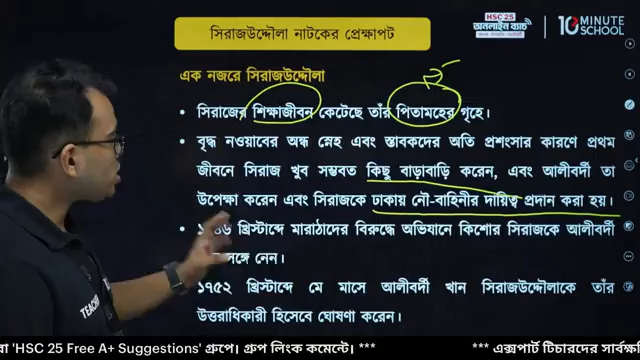 সিরাজউদ্দৌলা নাটকের প্রেক্ষাপট
HSC 25
অনলাইন ব্যাচ
10 MINUTE SCHOOL
এক নজরে সিরাজউদ্দৌলা
• সিরাজের শিক্ষাজীবন কেটেছে তাঁর পিতামহের গৃহে।
• বৃদ্ধ নওয়াবের অন্ধ স্নেহ এবং স্তাবকদের অতি প্রশংসার কারণে প্রথম
জীবনে সিরাজ খুব সম্ভবত কিছু বাড়াবাড়ি করেন, এবং আলীবর্দী তা
উপেক্ষা করেন এবং সিরাজকে ঢাকায় নৌ-বাহিনীর দায়িত্ব প্রদান করা হয়।
খ্রিস্টাব্দে মারাঠাদের বিরুদ্ধে অভিযানে কিশোর সিরাজকে আলীবর্দী
সঙ্গে নেন।
১৭৫২ খ্রিস্টাব্দে মে মাসে আলীবর্দী খান সিরাজউদ্দৌলাকে তাঁর
উত্তরাধিকারী হিসেবে ঘোষণা করেন।
'HSC 25 Free A+ Suggestions' গ্রুপে। গ্রুপ লিংক কমেন্টে। *** *** এক্সপার্ট টিচারদের